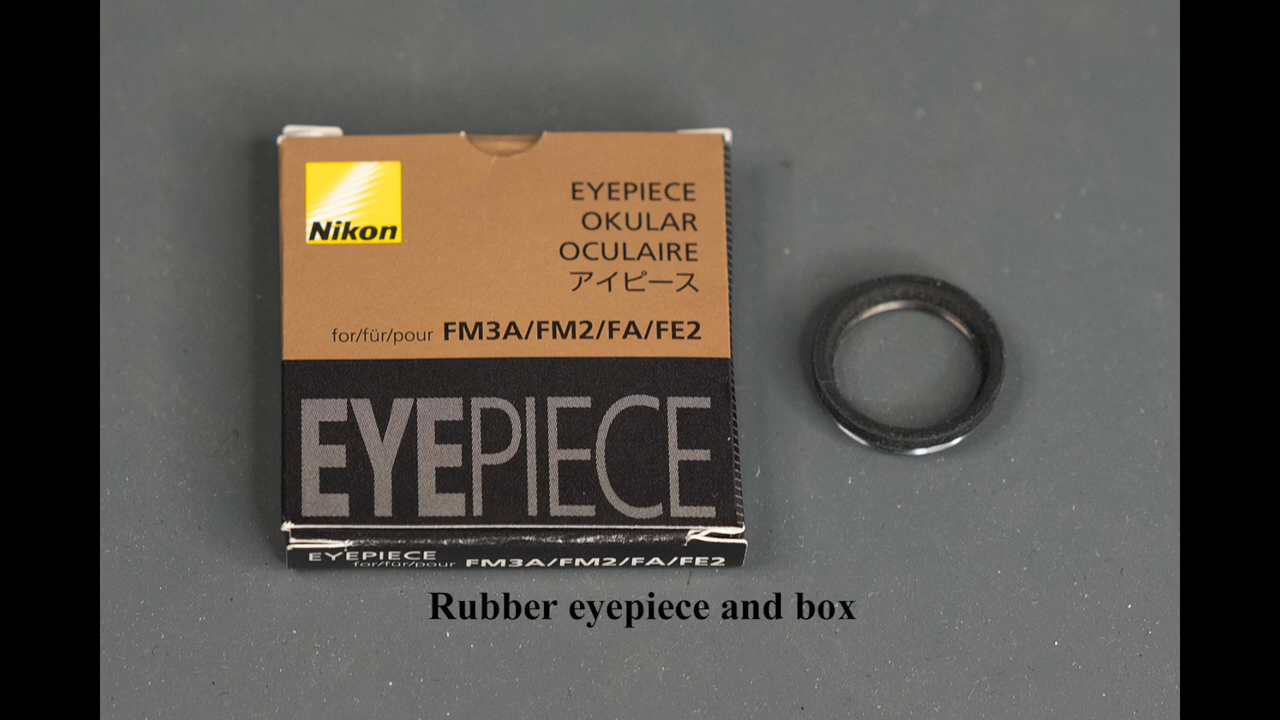 Nikon
EYEPIECE
OKULAR
OCULAIRE
アイピース
for/für/pour FM3A/FM2/FA/FE2
EYEPIECE
EYEPIECE
for/für/pour FM3A/FM2/FA/FE2
Rubber eyepiece and box